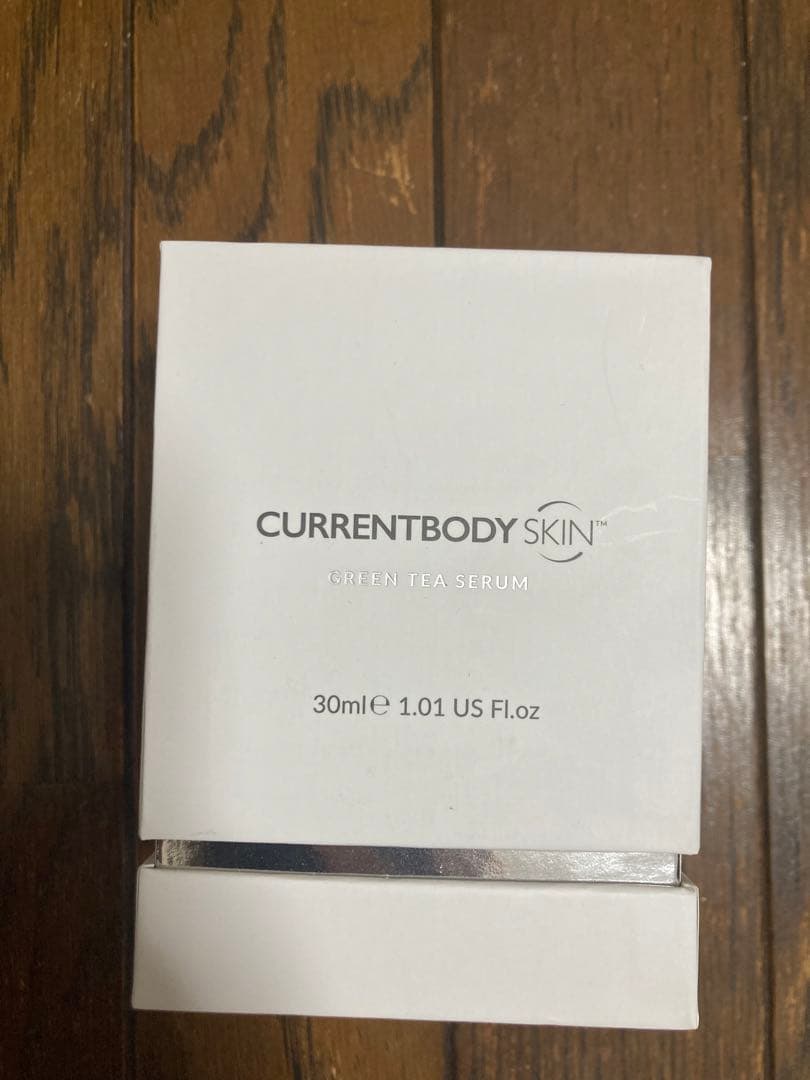 CURRENTBODY SKIN™
GREEN TEA SERUM
30ml℮ 1.01 US Fl.oz